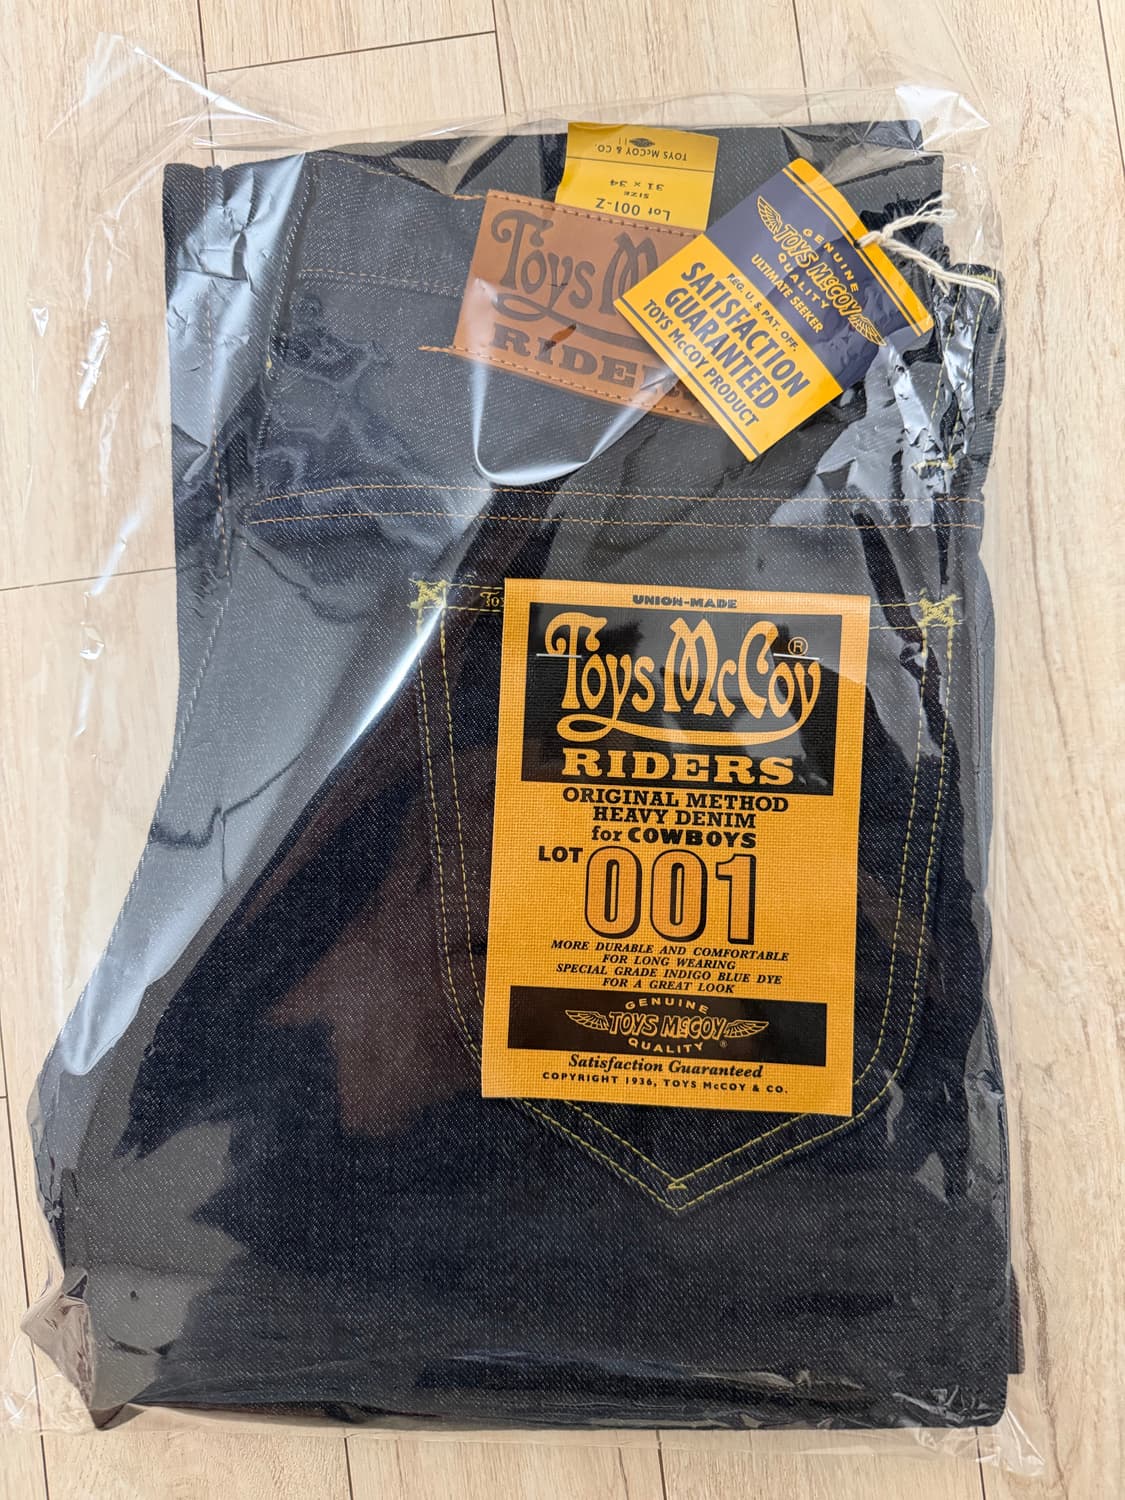 TOYS McCOY & CO.
SIZE
31 × 34
Lot 001-Z
Toys M
RIDER
GENUINE
TOYS McCOY
QUALITY
ULTIMATE SEEKER
REG. U. S. PAT. OFF.
SATISFACTION
GUARANTEED
TOYS McCOY PRODUCT
To
UNION-MADE
Toys McCoy®
RIDERS
ORIGINAL METHOD
HEAVY DENIM
for COWBOYS
LOT 001
MORE DURABLE AND COMFORTABLE
FOR LONG WEARING
SPECIAL GRADE INDIGO BLUE DYE
FOR A GREAT LOOK
GENUINE
TOYS McCOY
QUALITY®
Satisfaction Guaranteed
COPYRIGHT 1936, TOYS McCOY & CO.